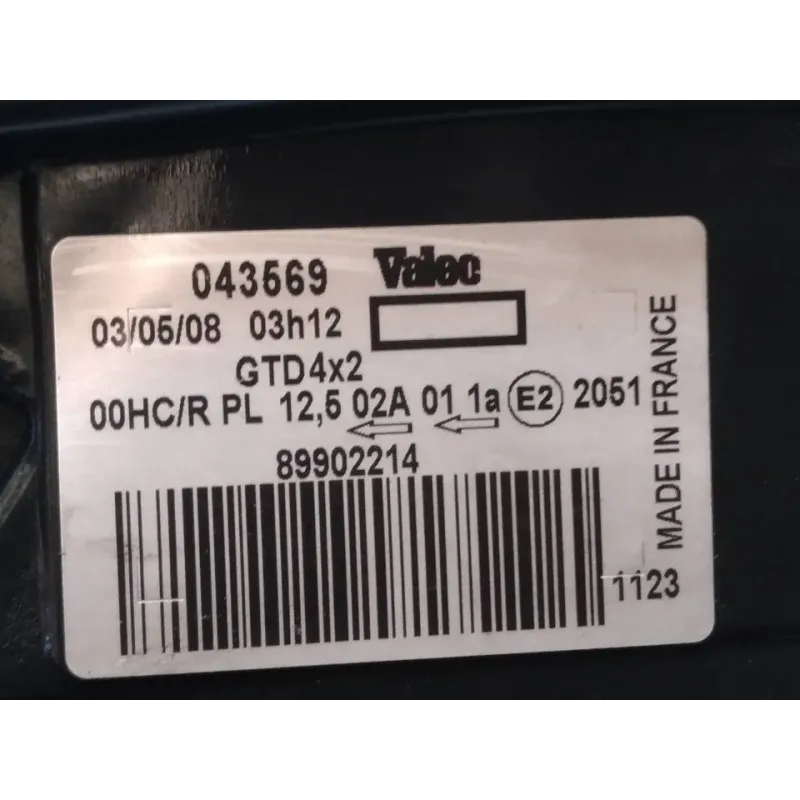 043569 Valeo
03/05/08 03h12
GTD4x2
00HC/R PL 12,5 02A 01 1a E2 2051
89902214
1123
MADE IN FRANCE